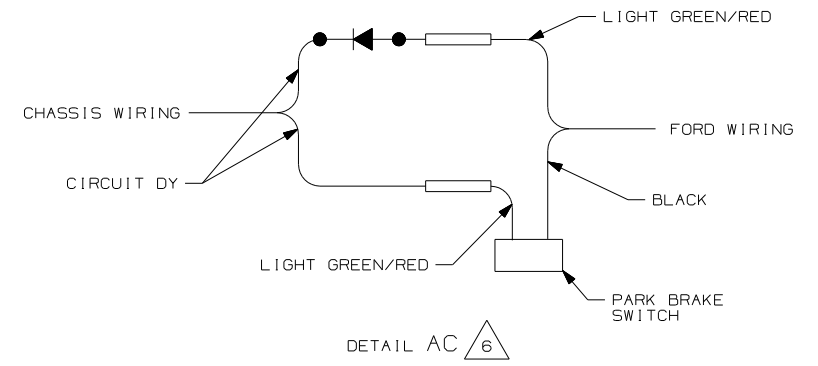 LIGHT GREEN/RED
CHASSIS WIRING
FORD WIRING
CIRCUIT DY
BLACK
LIGHT GREEN/RED
PARK BRAKE
SWITCH
DETAIL AC 6